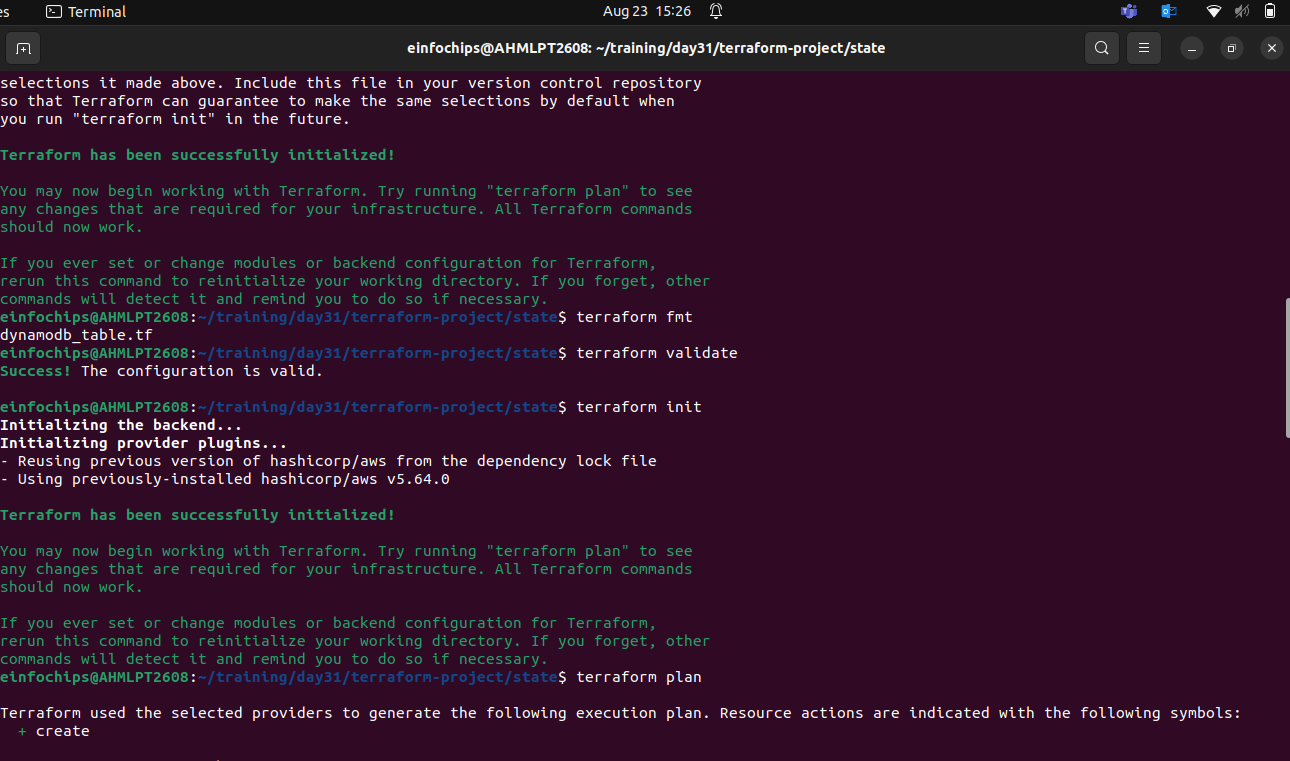 es Terminal Aug 23 15:26
einfochips@AHMLPT2608: ~/training/day31/terraform-project/state
selections it made above. Include this file in your version control repository
so that Terraform can guarantee to make the same selections by default when
you run "terraform init" in the future.
Terraform has been successfully initialized!
You may now begin working with Terraform. Try running "terraform plan" to see
any changes that are required for your infrastructure. All Terraform commands
should now work.
If you ever set or change modules or backend configuration for Terraform,
rerun this command to reinitialize your working directory. If you forget, other
commands will detect it and remind you to do so if necessary.
einfochips@AHMLPT2608:~/training/day31/terraform-project/state$ terraform fmt
dynamodb_table.tf
einfochips@AHMLPT2608:~/training/day31/terraform-project/state$ terraform validate
Success! The configuration is valid.
einfochips@AHMLPT2608:~/training/day31/terraform-project/state$ terraform init
Initializing the backend...
Initializing provider plugins...
- Reusing previous version of hashicorp/aws from the dependency lock file
- Using previously-installed hashicorp/aws v5.64.0
Terraform has been successfully initialized!
You may now begin working with Terraform. Try running "terraform plan" to see
any changes that are required for your infrastructure. All Terraform commands
should now work.
If you ever set or change modules or backend configuration for Terraform,
rerun this command to reinitialize your working directory. If you forget, other
commands will detect it and remind you to do so if necessary.
einfochips@AHMLPT2608:~/training/day31/terraform-project/state$ terraform plan
Terraform used the selected providers to generate the following execution plan. Resource actions are indicated with the following symbols:
+ create